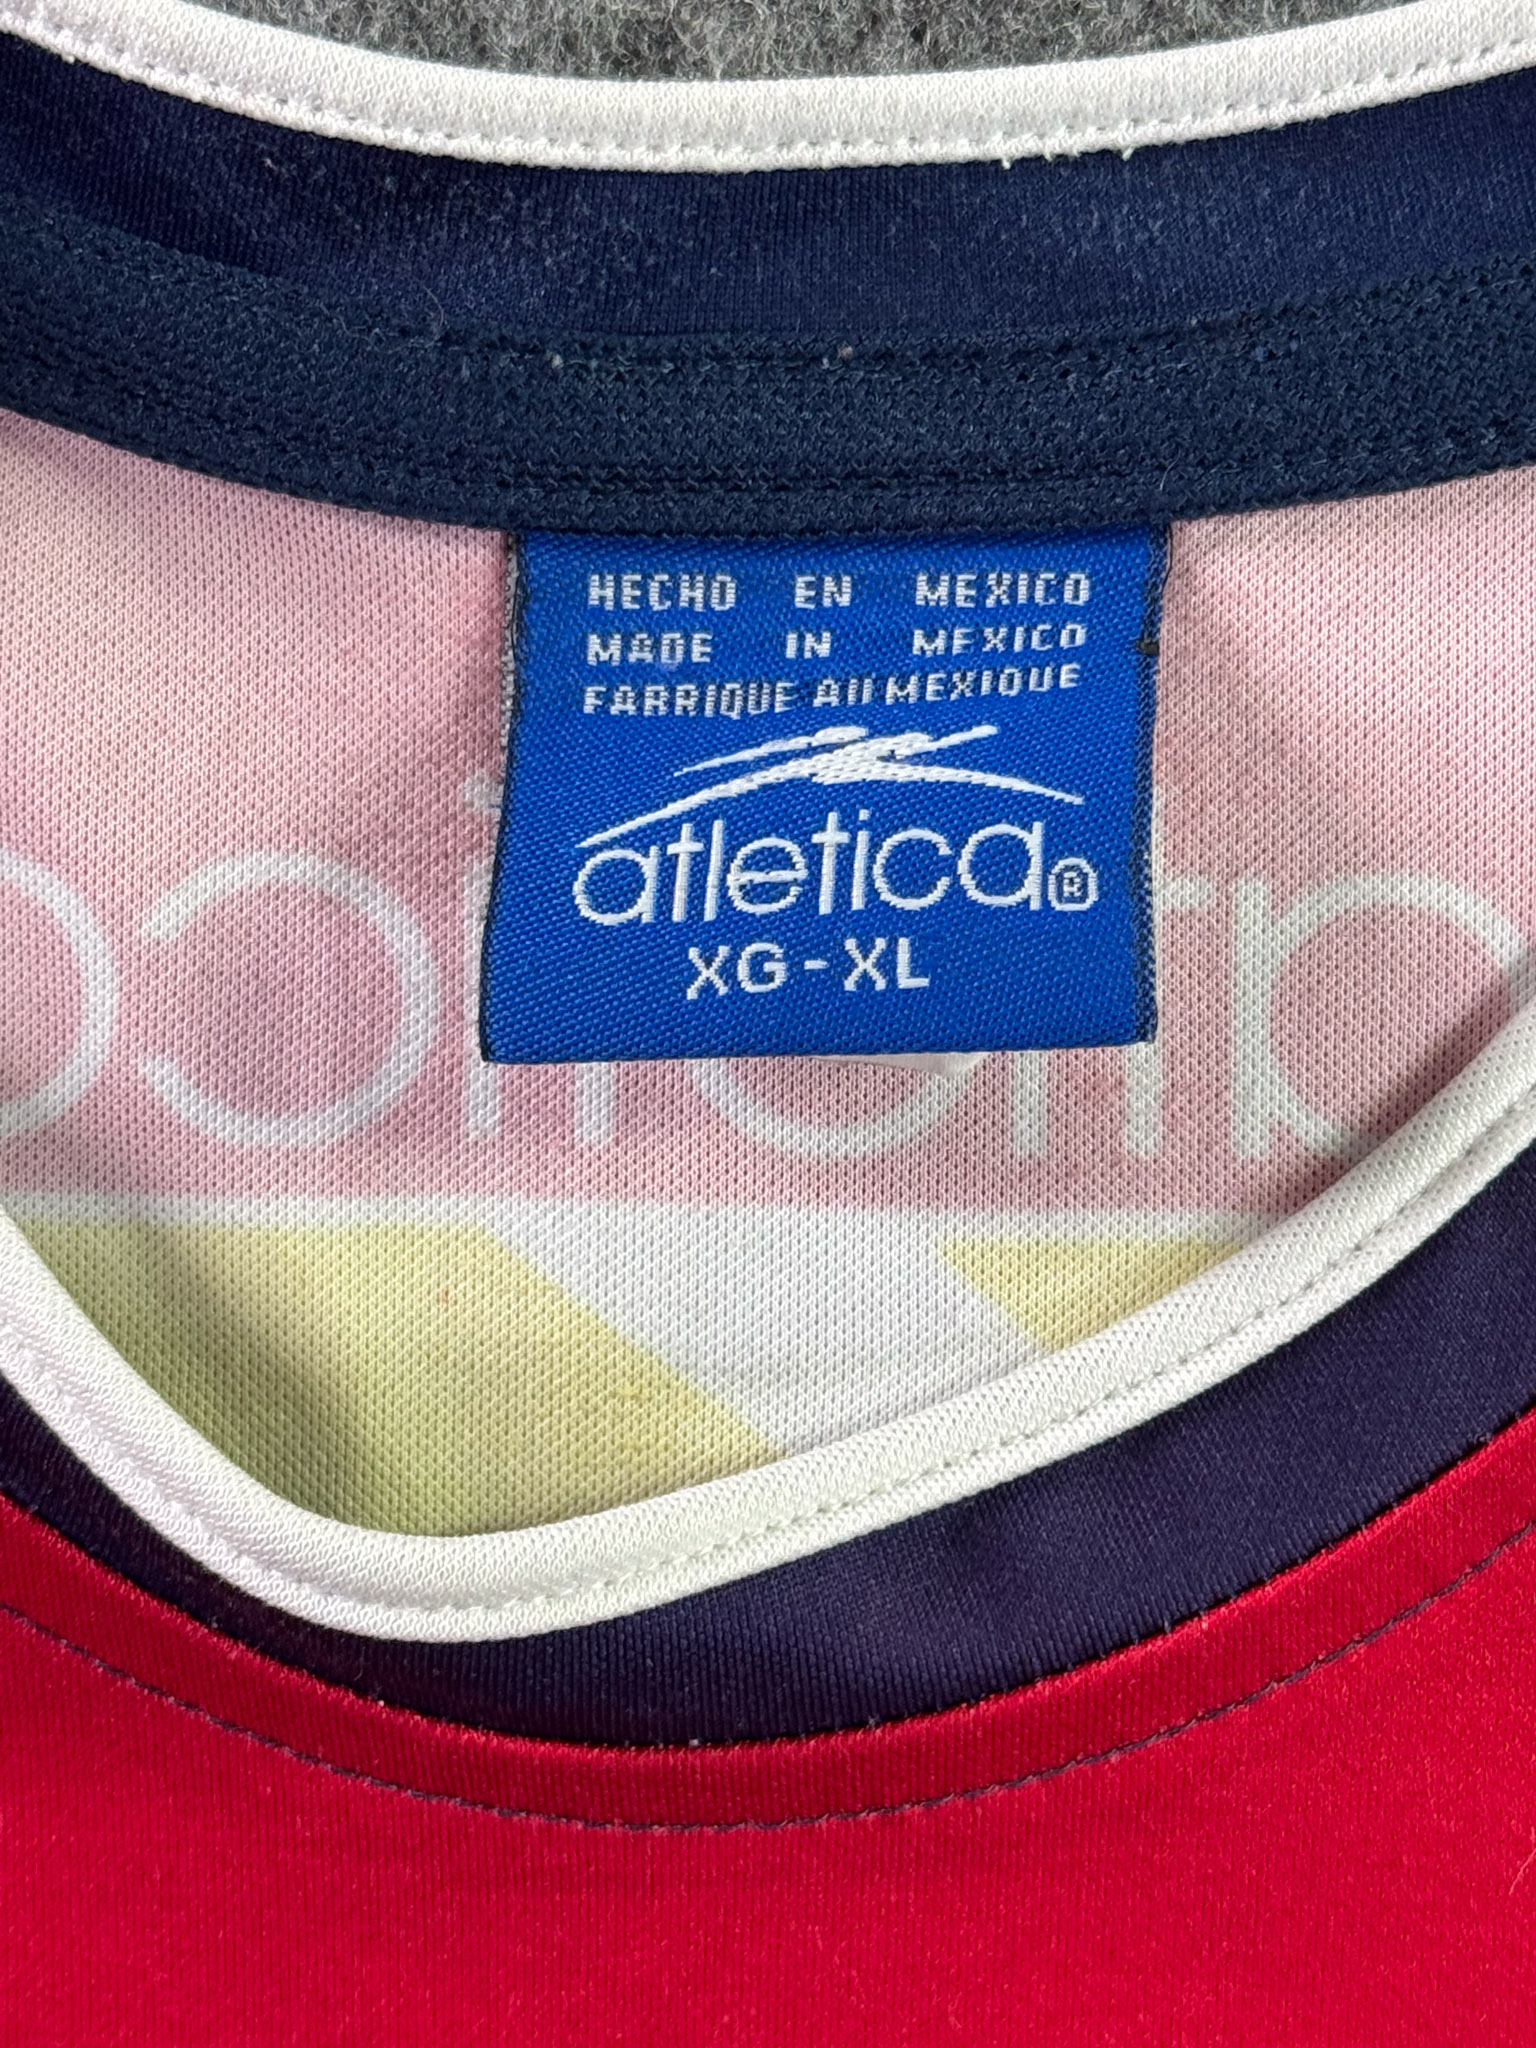 HECHO EN MEXICO
MADE IN MEXICO
FABRIQUE AU MEXIQUE
atletica®
XG-XL